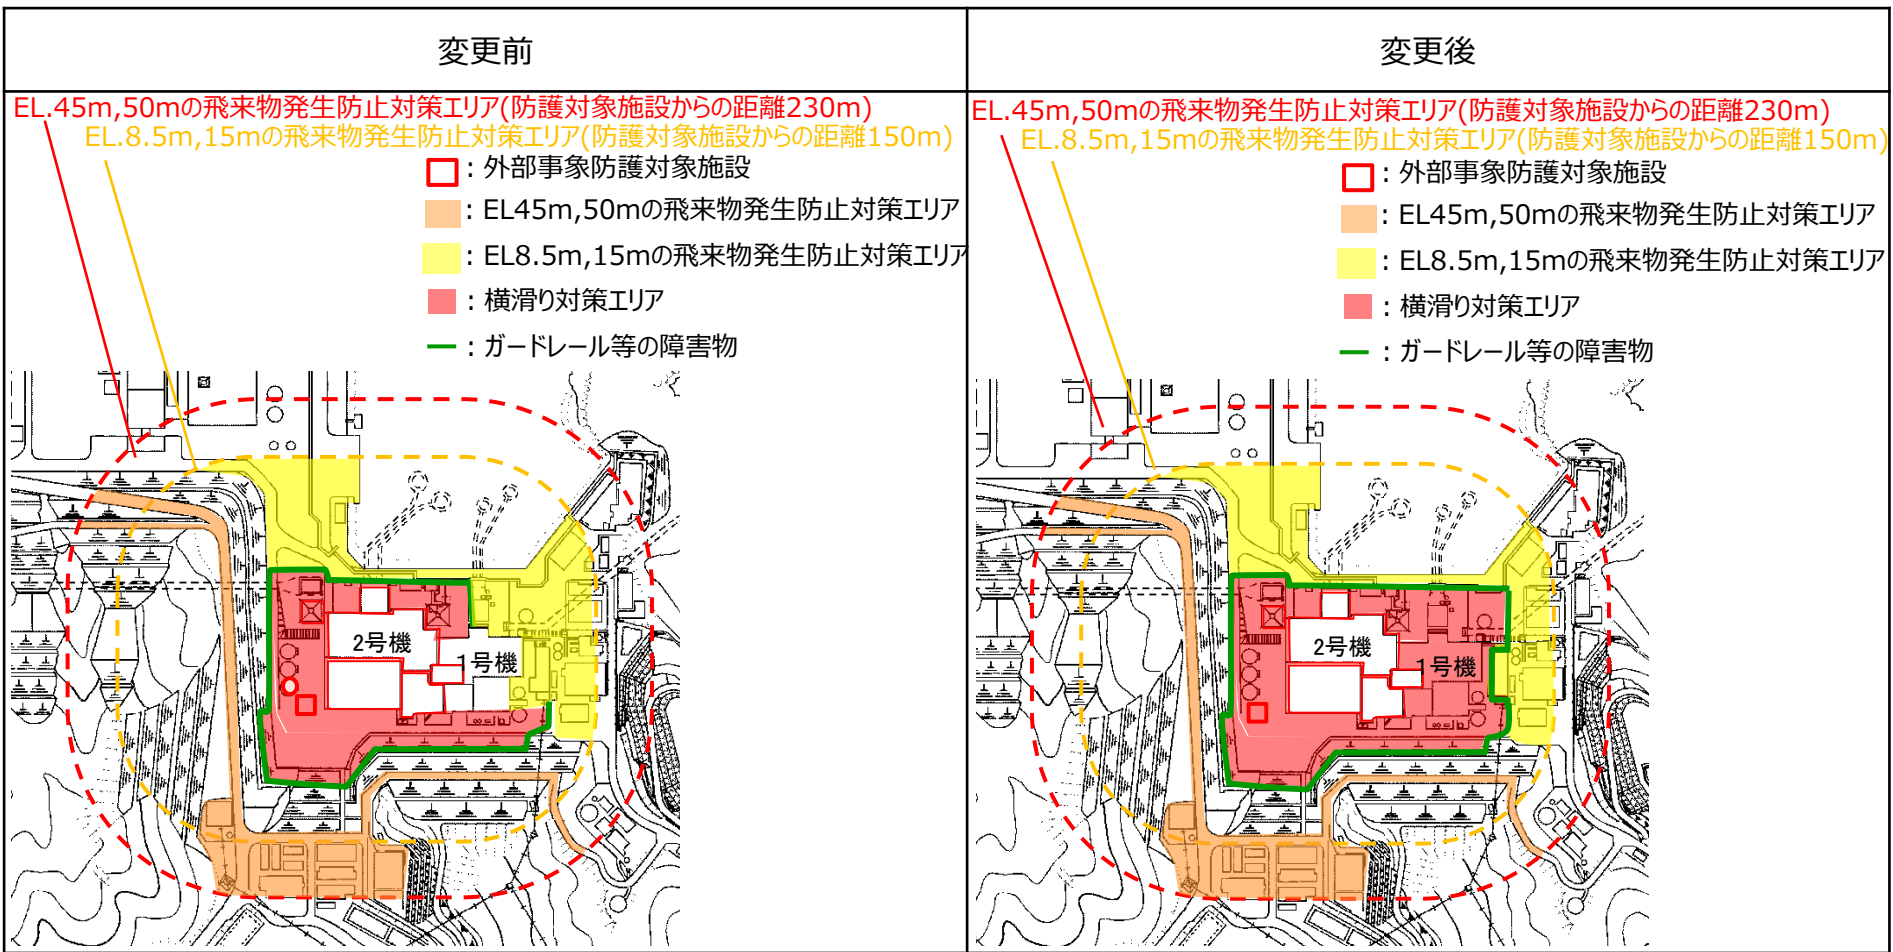 変更前
変更後
EL.45m,50mの飛来物発生防止対策エリア(防護対象施設からの距離230m)
EL.8.5m,15mの飛来物発生防止対策エリア(防護対象施設からの距離150m)
：外部事象防護対象施設
：EL45m,50mの飛来物発生防止対策エリア
：EL8.5m,15mの飛来物発生防止対策エリア
：横滑り対策エリア
：ガードレール等の障害物
2号機
1号機
EL.45m,50mの飛来物発生防止対策エリア(防護対象施設からの距離230m)
EL.8.5m,15mの飛来物発生防止対策エリア(防護対象施設からの距離150m)
：外部事象防護対象施設
：EL45m,50mの飛来物発生防止対策エリア
：EL8.5m,15mの飛来物発生防止対策エリア
：横滑り対策エリア
：ガードレール等の障害物
2号機
1号機